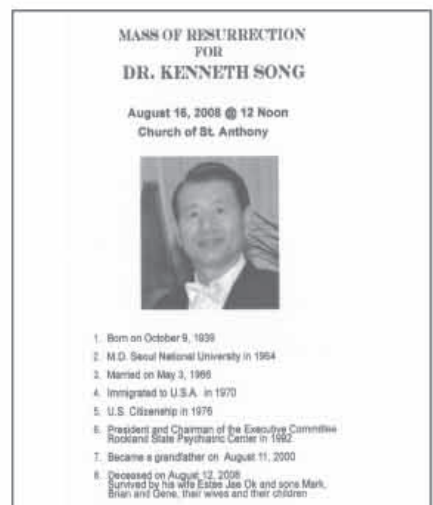 MASS OF RESURRECTION
FOR
DR. KENNETH SONG
August 16, 2008 @ 12 Noon
Church of St. Anthony
1. Born on October 9, 1939
2. M.D. Seoul National University in 1964
3. Married on May 3, 1966
4. Immigrated to U.S.A. in 1970
5. U.S. Citizenship in 1976
6. President and Chairman of the Executive Committee
Rockland State Psychiatric Center in 1992
7. Became a grandfather on August 11, 2000
8. Deceased on August 12, 2008
Survived by his wife Estae Jae Ok and sons Mark,
Brian and Gene, their wives and their children